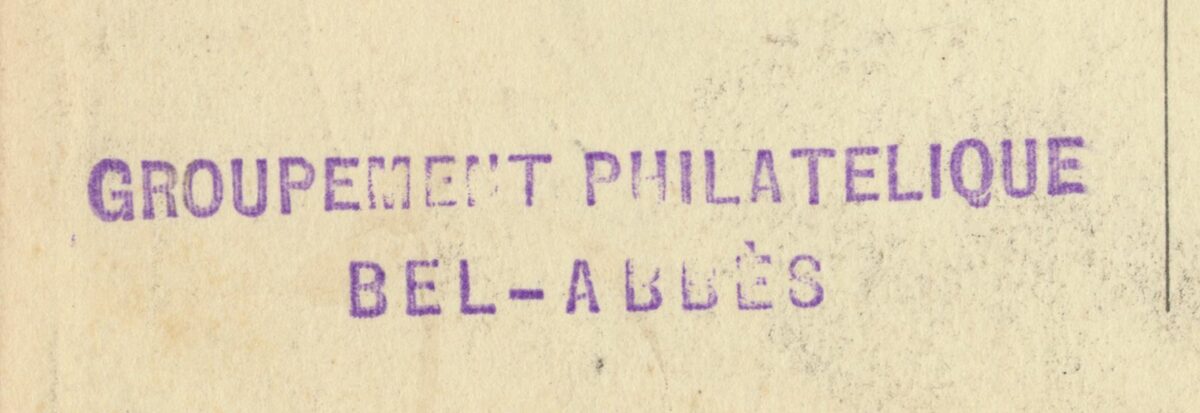 GROUPEMENT PHILATELIQUE
BEL-ABBÈS